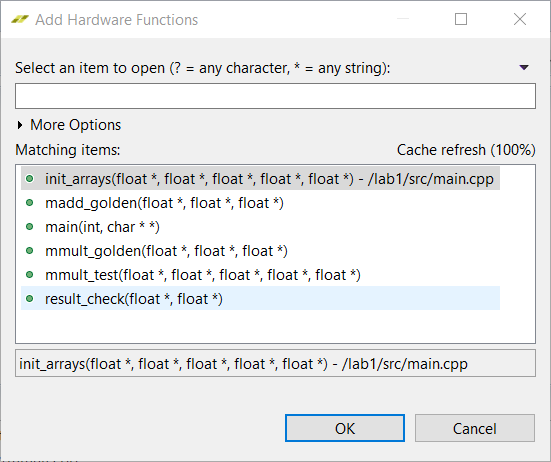 Add Hardware Functions
Select an item to open (? = any character, * = any string):
More Options
Matching items: Cache refresh (100%)
init_arrays(float *, float *, float *, float *, float *) - /lab1/src/main.cpp
madd_golden(float *, float *, float *)
main(int, char * *)
mmult_golden(float *, float *, float *)
mmult_test(float *, float *, float *, float *, float *)
result_check(float *, float *)
init_arrays(float *, float *, float *, float *, float *) - /lab1/src/main.cpp
OK Cancel